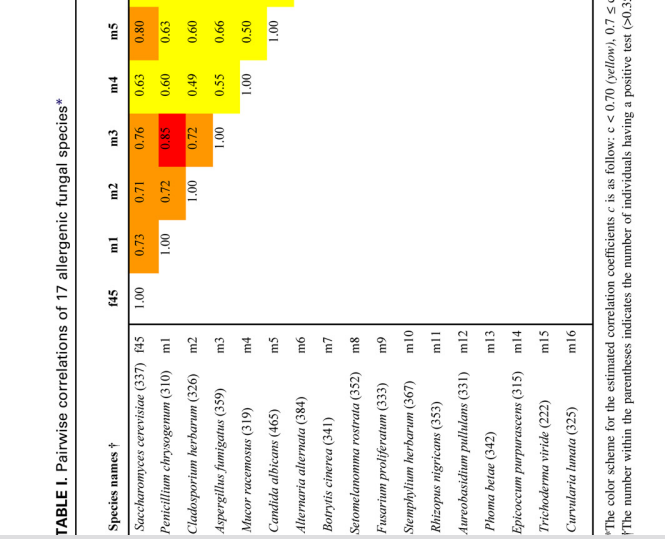 TABLE I. Pairwise correlations of 17 allergenic fungal species*
Species names † f45 m1 m2 m3 m4 m5
Saccharomyces cerevisiae (337) f45 1.00 0.73 0.71 0.76 0.63 0.80
Penicillium chrysogenum (310) m1 1.00 0.72 0.85 0.60 0.63
Cladosporium herbarum (326) m2 1.00 0.72 0.49 0.60
Aspergillus fumigatus (359) m3 1.00 0.55 0.66
Mucor racemosus (319) m4 1.00 0.50
Candida albicans (465) m5 1.00
Alternaria alternata (384) m6
Botrytis cinerea (341) m7
Setomelanomma rostrata (352) m8
Fusarium proliferatum (333) m9
Stemphylium herbarum (367) m10
Rhizopus nigricans (353) m11
Aureobasidium pullulans (331) m12
Phoma betae (342) m13
Epicoccum purpurascens (315) m14
Trichoderma viride (222) m15
Curvularia lunata (325) m16
*The color scheme for the estimated correlation coefficients c is as follow: c < 0.70 (yellow), 0.7 ≤
†The number within the parentheses indicates the number of individuals having a positive test